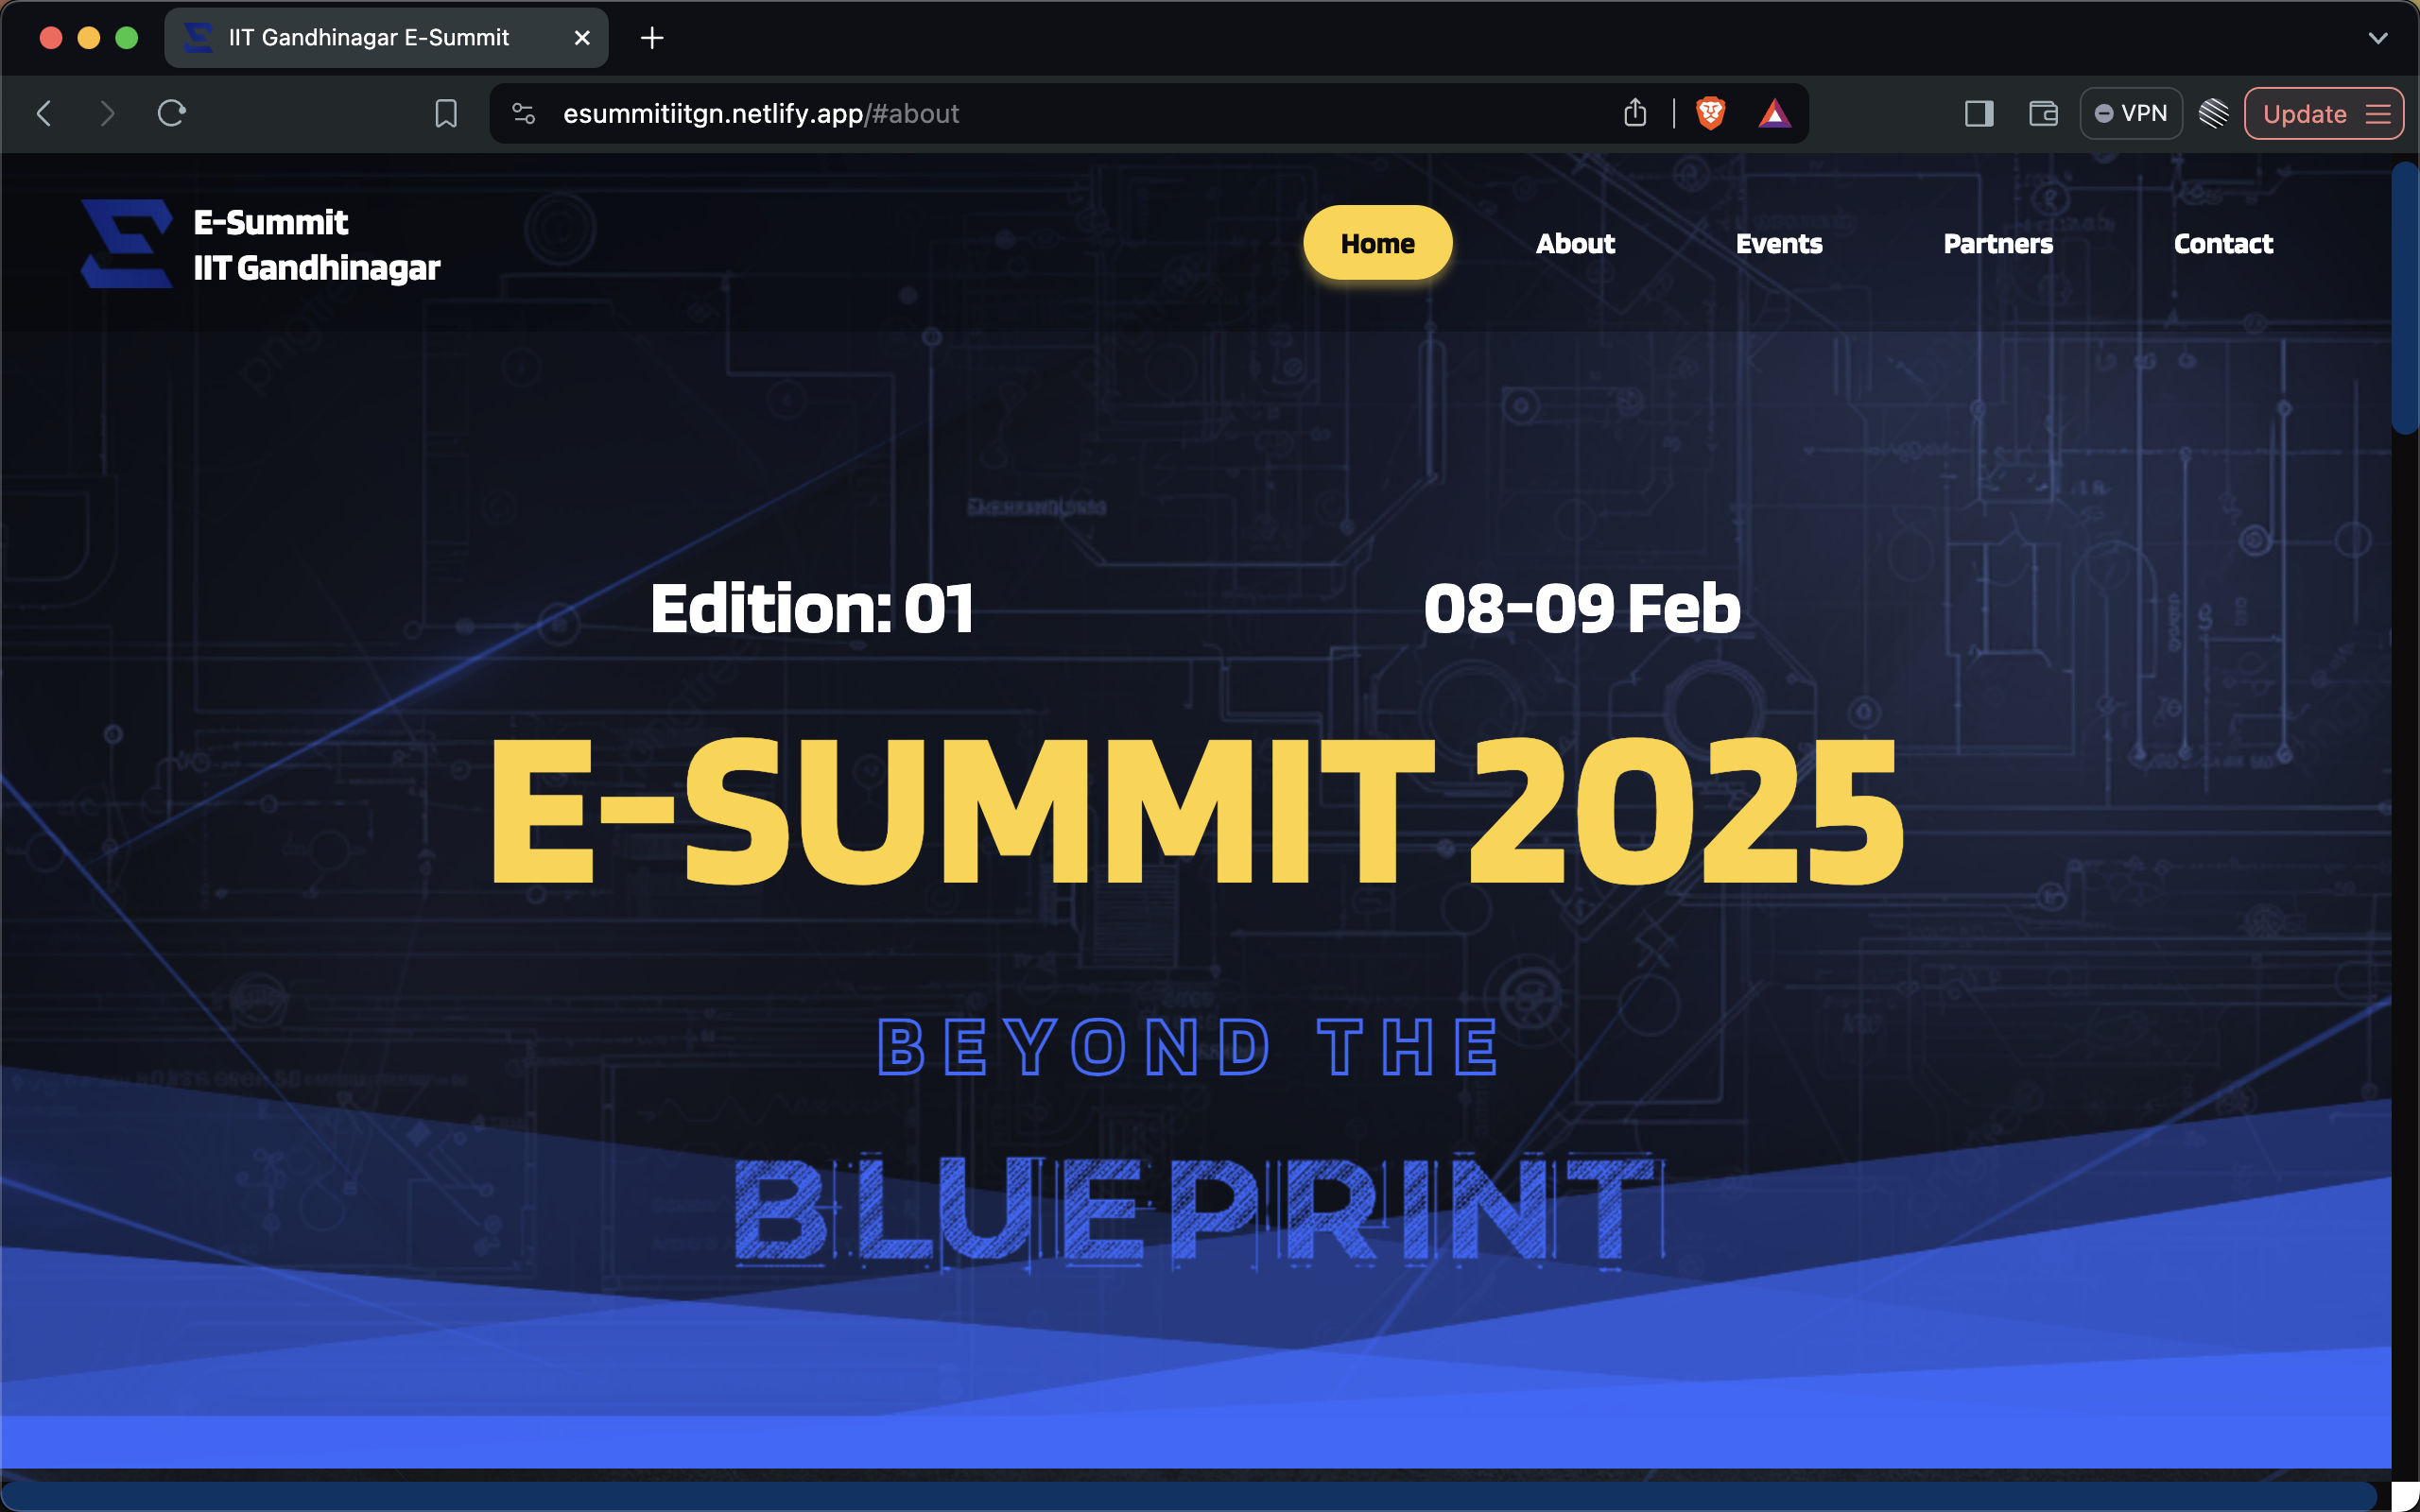 IIT Gandhinagar E-Summit
esummitiitgn.netlify.app/#about
VPN
Update
E-Summit
IIT Gandhinagar
Home
About
Events
Partners
Contact
Edition: 01
08-09 Feb
E-SUMMIT 2025
BEYOND THE
BLUEPRINT